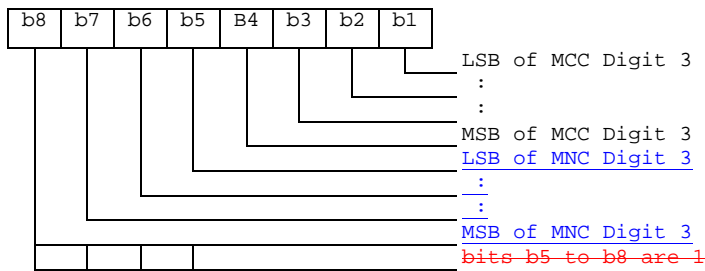 b8 b7 b6 b5 B4 b3 b2 b1
LSB of MCC Digit 3
:
:
MSB of MCC Digit 3
LSB of MNC Digit 3
:
:
MSB of MNC Digit 3
bits b5 to b8 are 1